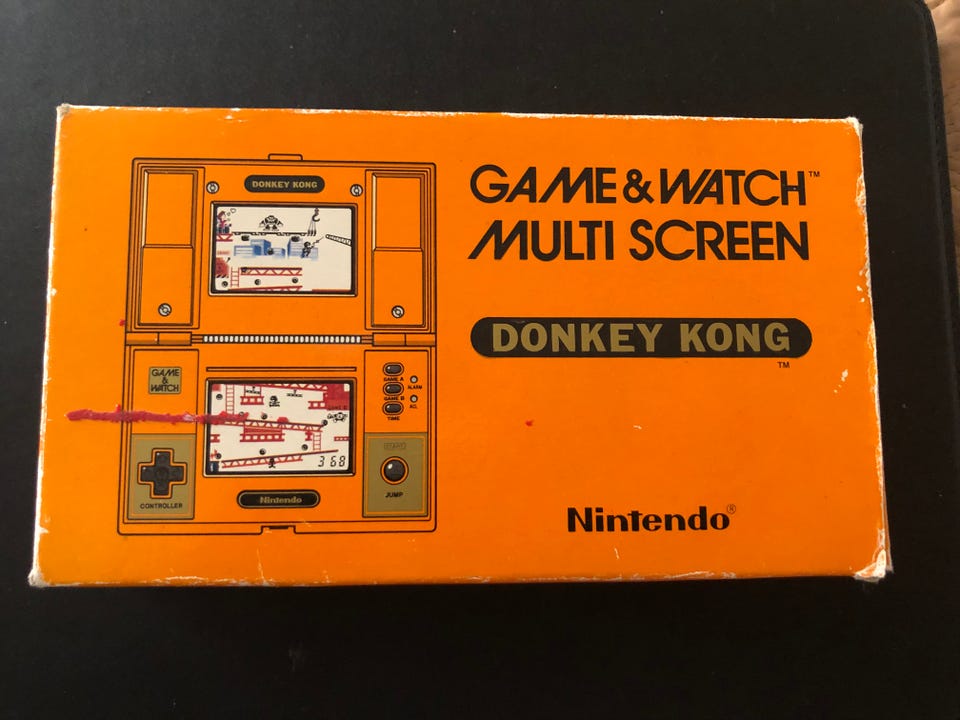 GAME & WATCH™
MULTI SCREEN
DONKEY KONG
™
Nintendo®
DONKEY KONG
GAME
&
WATCH
GAME A
ALARM
GAME B
ACL
TIME
368
START
JUMP
CONTROLLER
Nintendo